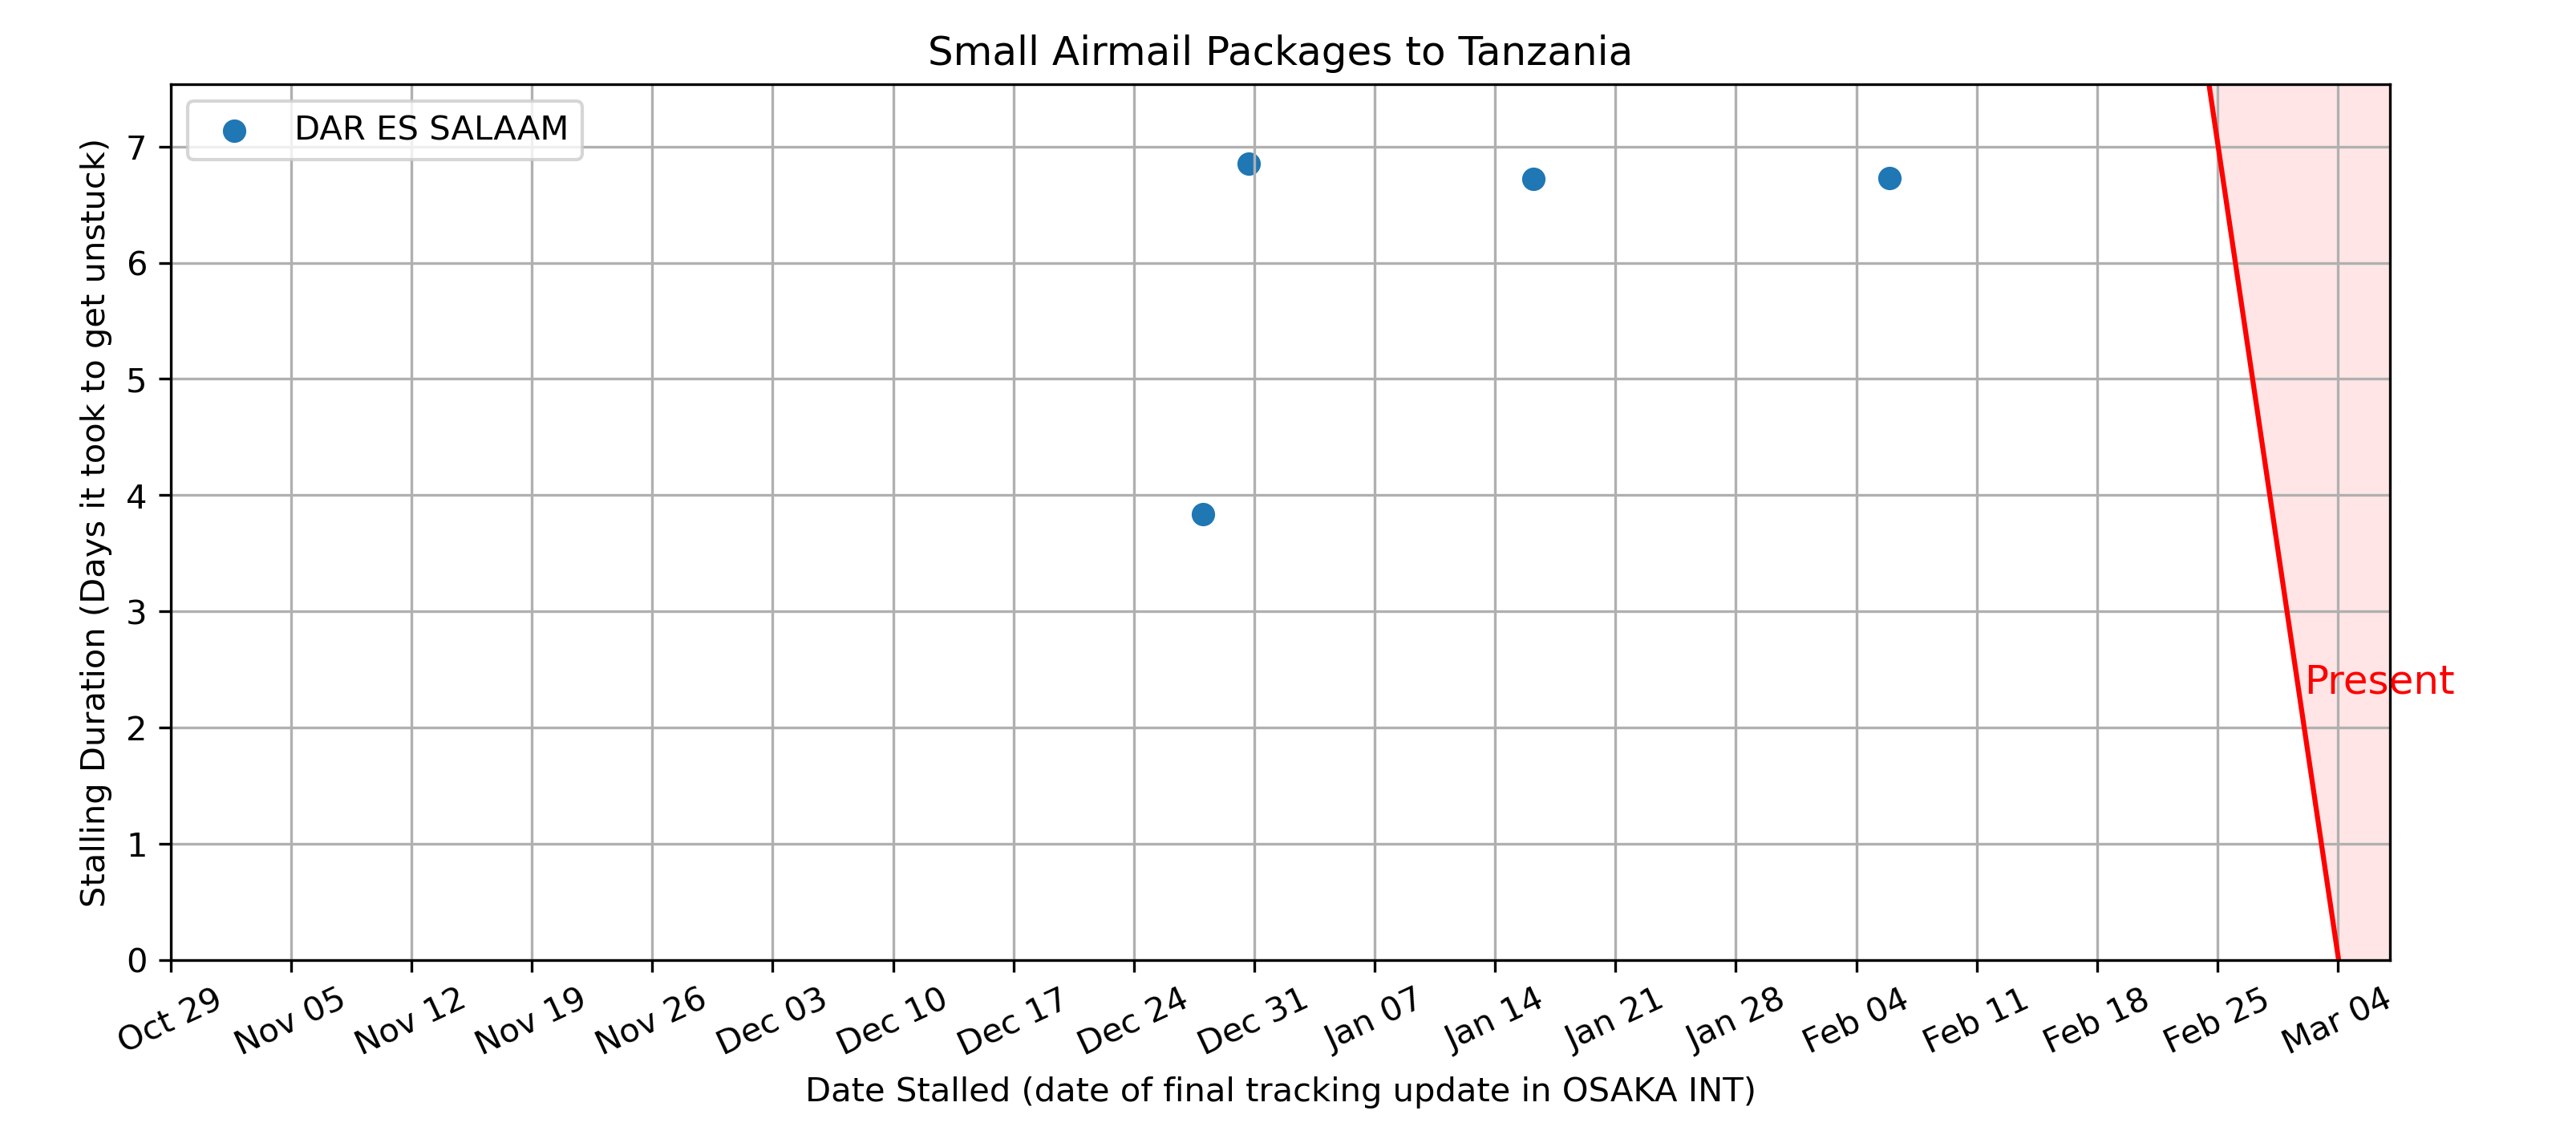 Small Airmail Packages to Tanzania
DAR ES SALAAM
Stalling Duration (Days it took to get unstuck)
7
6
5
4
3
2
1
0
Present
Oct 29 Nov 05 Nov 12 Nov 19 Nov 26 Dec 03 Dec 10 Dec 17 Dec 24 Dec 31 Jan 07 Jan 14 Jan 21 Jan 28 Feb 04 Feb 11 Feb 18 Feb 25 Mar 04
Date Stalled (date of final tracking update in OSAKA INT)